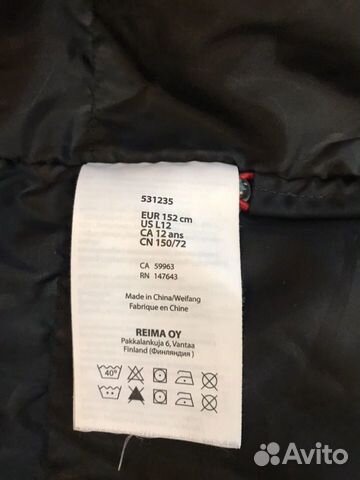 531235
EUR 152 cm
US L12
CA 12 ans
CN 150/72
CA 59963
RN 147643
Made in China/Weifang
Fabrique en Chine
REIMA OY
Pakkalankuja 6, Vantaa
Finland (Финляндия)
40°
Avito